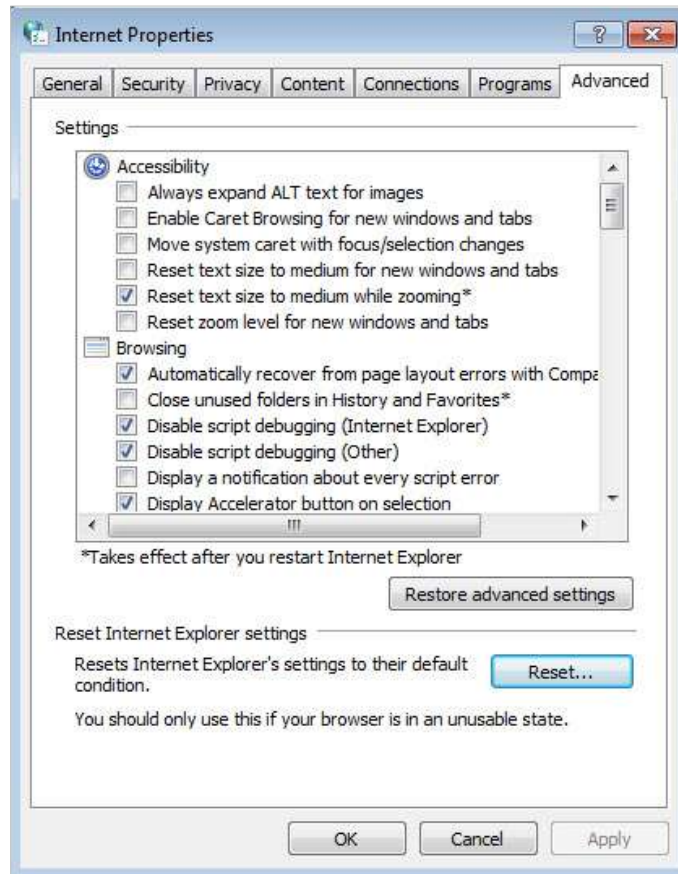 Internet Properties
General Security Privacy Content Connections Programs Advanced
Settings
Accessibility
Always expand ALT text for images
Enable Caret Browsing for new windows and tabs
Move system caret with focus/selection changes
Reset text size to medium for new windows and tabs
Reset text size to medium while zooming*
Reset zoom level for new windows and tabs
Browsing
Automatically recover from page layout errors with Compa
Close unused folders in History and Favorites*
Disable script debugging (Internet Explorer)
Disable script debugging (Other)
Display a notification about every script error
Display Accelerator button on selection
*Takes effect after you restart Internet Explorer
Restore advanced settings
Reset Internet Explorer settings
Resets Internet Explorer's settings to their default
condition.
Reset...
You should only use this if your browser is in an unusable state.
OK Cancel Apply